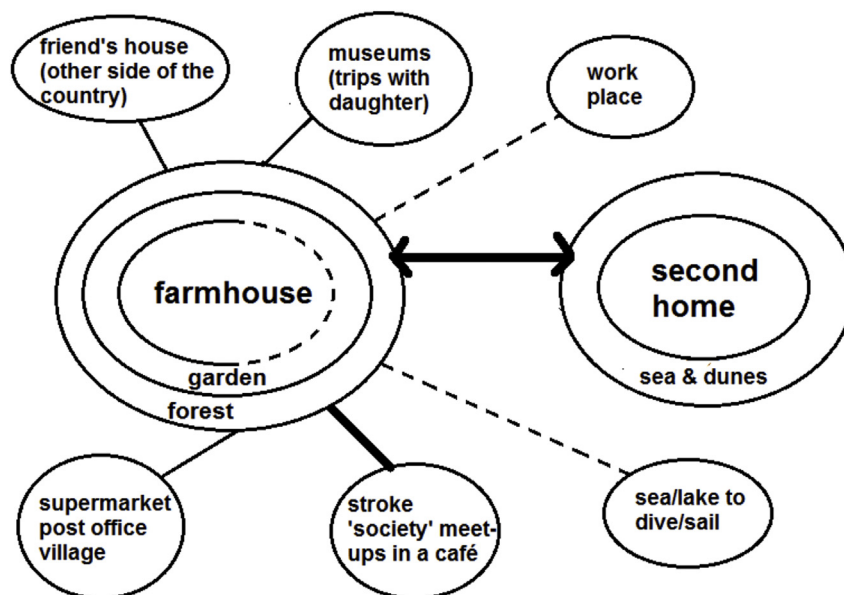 friend's house
(other side of the
country)
museums
(trips with
daughter)
work
place
farmhouse
garden
forest
second
home
sea & dunes
supermarket
post office
village
stroke
'society' meet-
ups in a café
sea/lake to
dive/sail